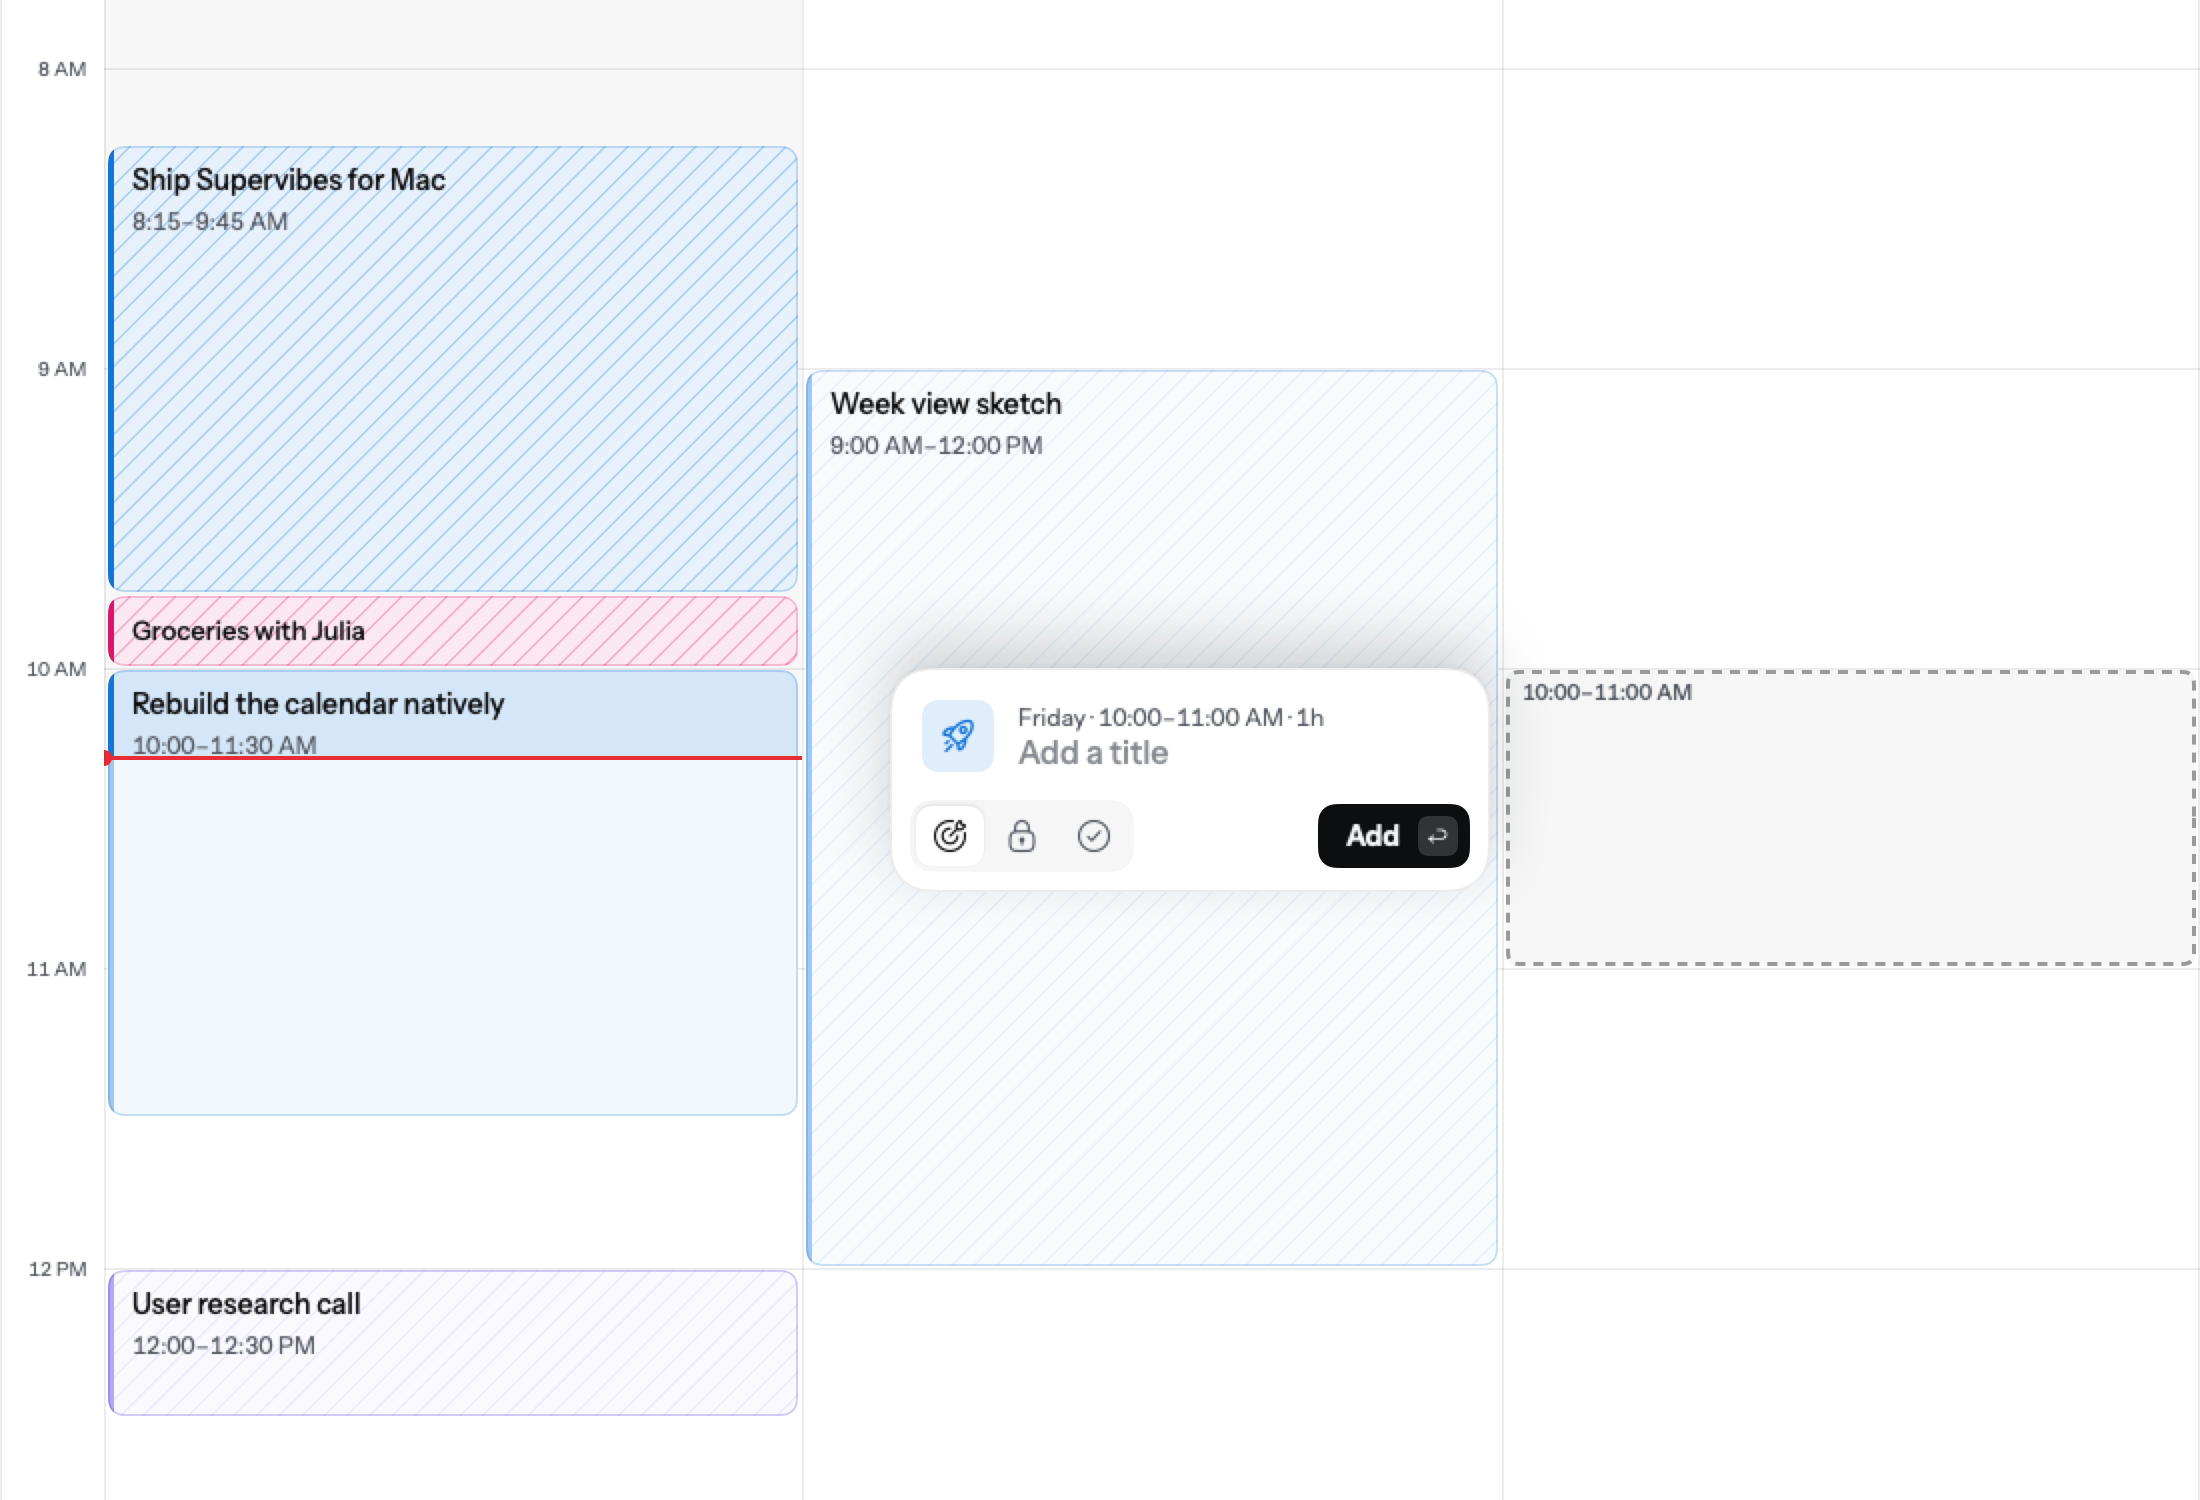 8 AM
Ship Supervibes for Mac
8:15–9:45 AM
9 AM
Week view sketch
9:00 AM–12:00 PM
Groceries with Julia
10 AM
Rebuild the calendar natively
10:00–11:30 AM
Friday · 10:00–11:00 AM · 1h
Add a title
Add
10:00–11:00 AM
11 AM
12 PM
User research call
12:00–12:30 PM